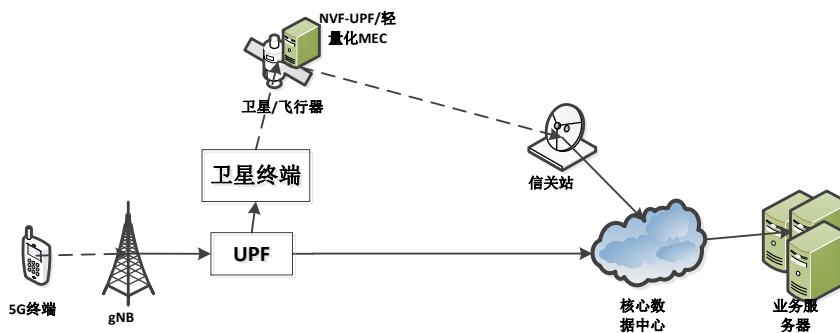 NVF-UPF/轻
量化MEC
卫星/飞行器
卫星终端
信关站
UPF
5G终端
gNB
核心数
据中心
业务服
务器